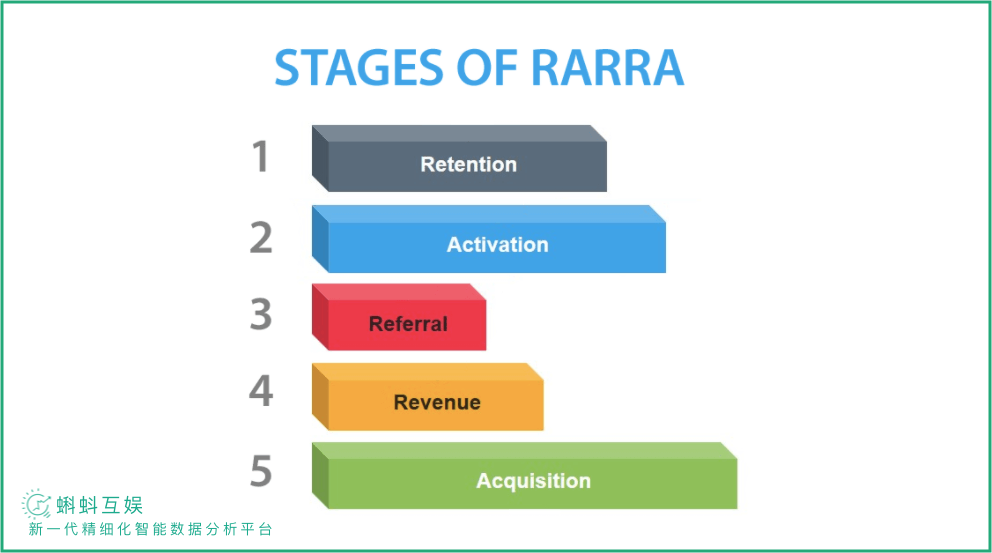 STAGES OF RARRA
1
Retention
2
Activation
3
Referral
4
Revenue
5
Acquisition
蝌蚪互娱
新一代精细化智能数据分析平台